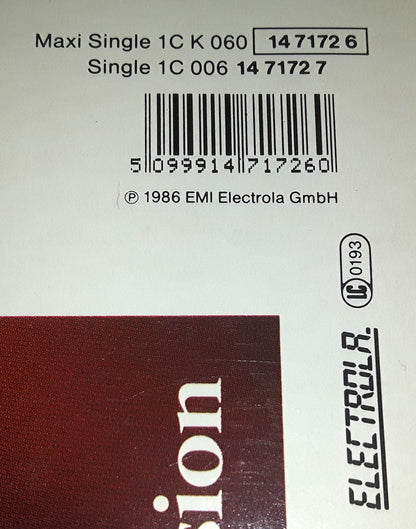 Maxi Single 1C K 060 14 7172 6
Single 1C 006 14 7172 7
5 099914 717260
Ⓟ 1986 EMI Electrola GmbH
LC 0193
ELECTROLA.
sion